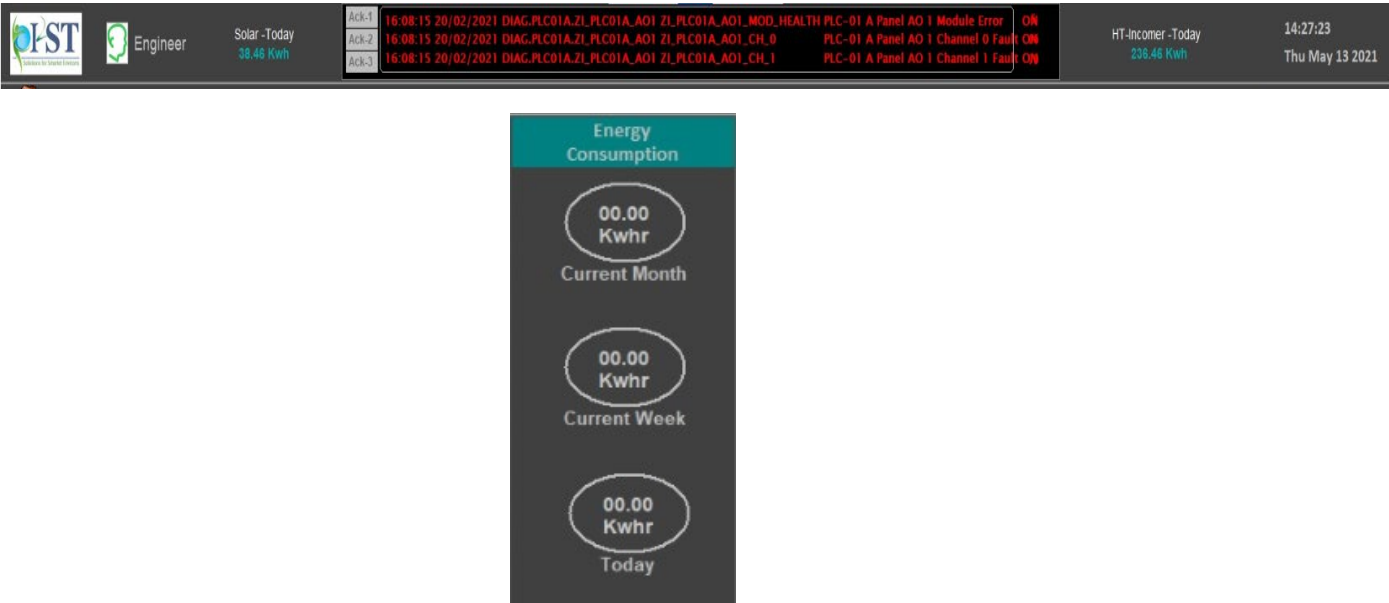 I-ST
Engineer
Solar -Today
38.46 Kwh
Ack-1
Ack-2
Ack-3
16:08:15 20/02/2021 DIAG.PLC01A.ZI_PLC01A_AO1 ZI_PLC01A_AO1_MOD_HEALTH PLC-01 A Panel AO 1 Module Error ON
16:08:15 20/02/2021 DIAG.PLC01A.ZI_PLC01A_AO1 ZI_PLC01A_AO1_CH_0 PLC-01 A Panel AO 1 Channel 0 Fault ON
16:08:15 20/02/2021 DIAG.PLC01A.ZI_PLC01A_AO1 ZI_PLC01A_AO1_CH_1 PLC-01 A Panel AO 1 Channel 1 Fault ON
HT-Incomer -Today
236.46 Kwh
14:27:23
Thu May 13 2021
Energy
Consumption
00.00
Kwhr
Current Month
00.00
Kwhr
Current Week
00.00
Kwhr
Today